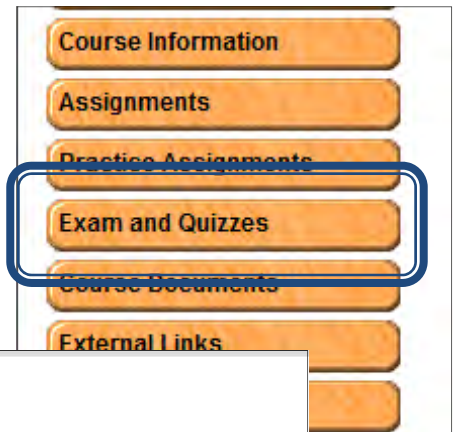 Course Information
Assignments
Practice Assignments
Exam and Quizzes
Course Documents
External Links